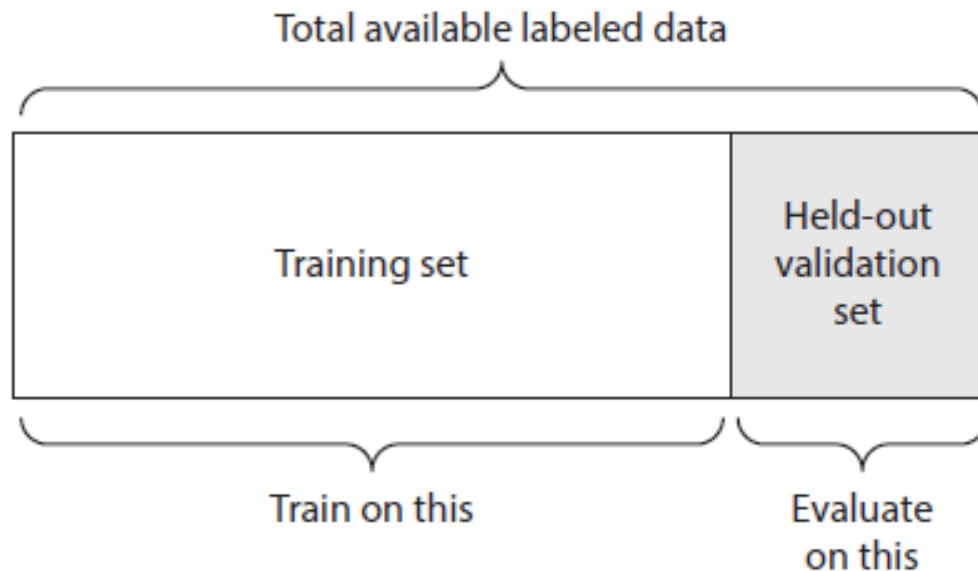 Total available labeled data
Training set
Held-out
validation
set
Train on this
Evaluate
on this